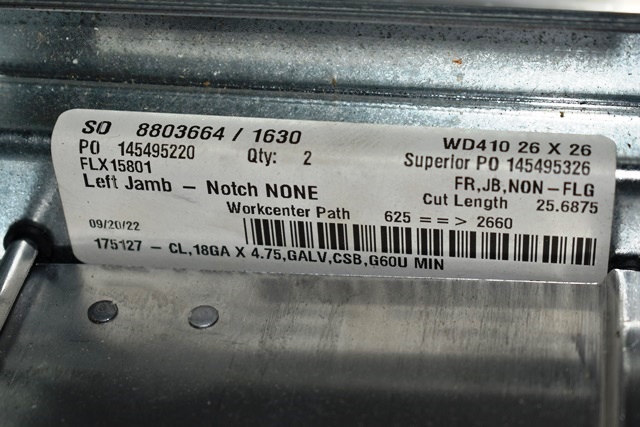 SO 8803664 / 1630 WD410 26 X 26
PO 145495220 Qty: 2 Superior PO 145495326
FLX15801 FR,JB,NON-FLG
Left Jamb - Notch NONE Cut Length 25.6875
Workcenter Path 625 ==> 2660
09/20/22
175127 - CL,18GA X 4.75,GALV,CSB,G60U MIN